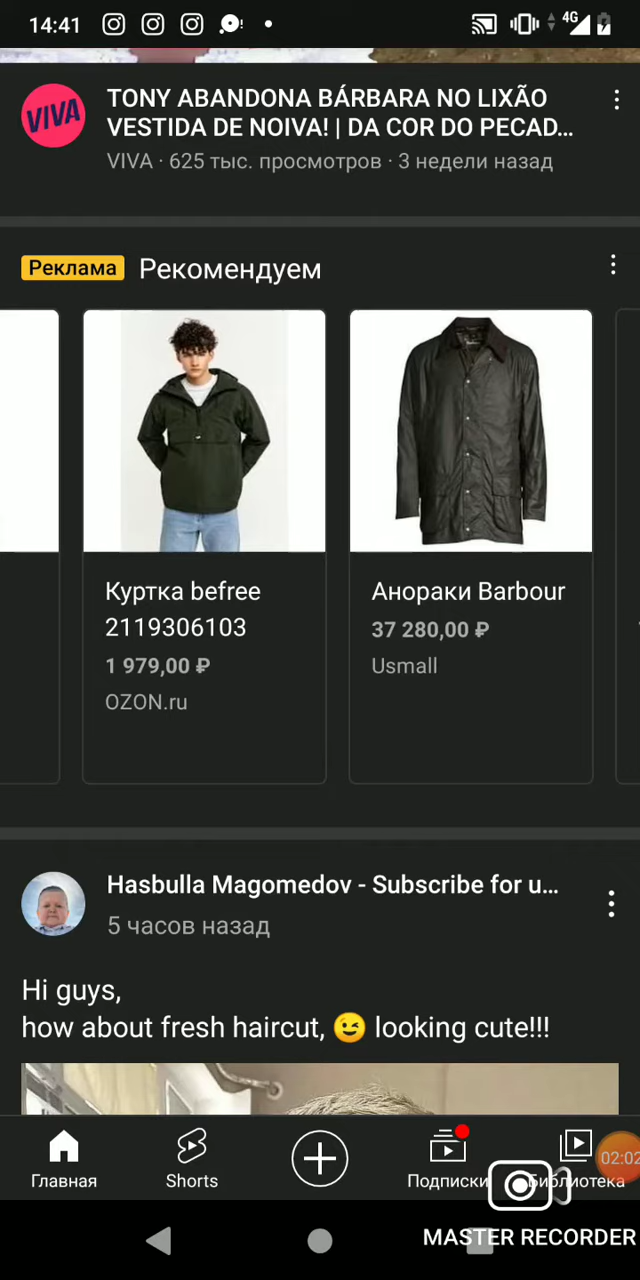 14:41
4G
VIVA
TONY ABANDONA BÁRBARA NO LIXÃO
VESTIDA DE NOIVA! | DA COR DO PECAD...
VIVA · 625 тыс. просмотров · 3 недели назад
Реклама Рекомендуем
Куртка befree
2119306103
1 979,00 ₽
OZON.ru
Анораки Barbour
37 280,00 ₽
Usmall
Hasbulla Magomedov - Subscribe for u...
5 часов назад
Hi guys,
how about fresh haircut, 😉 looking cute!!!
Главная
Shorts
Подписки
Библиотека
02:02
MASTER RECORDER